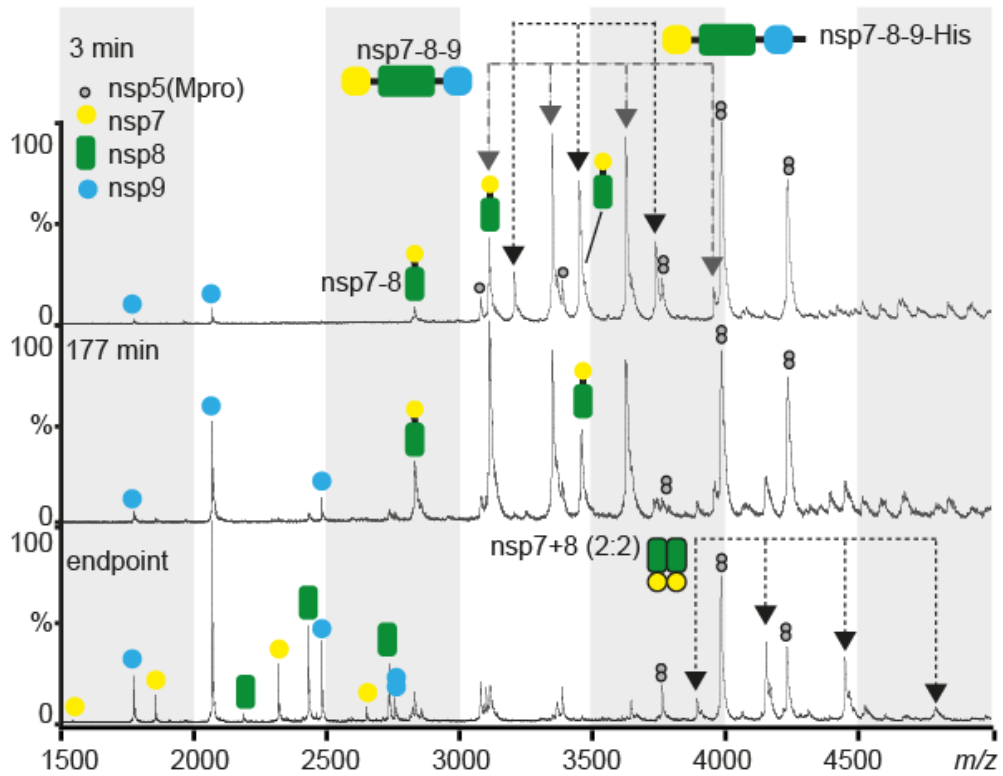 3 min
nsp7-8-9
nsp7-8-9-His
nsp5(Mpro)
nsp7
nsp8
nsp9
100
%
0
nsp7-8
177 min
100
%
0
endpoint
nsp7+8 (2:2)
100
%
0
1500 2000 2500 3000 3500 4000 4500 m/z